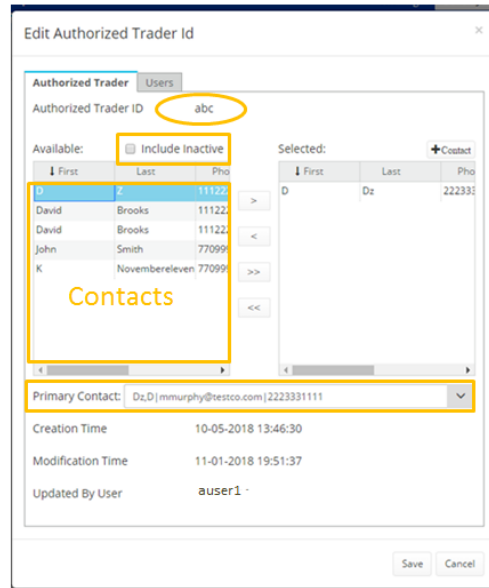 Edit Authorized Trader Id ×
Authorized Trader Users
Authorized Trader ID abc
Available: Include Inactive Selected: +Contact
↓ First Last Pho ↓ First Last Pho
D Z 111222 D Dz 222333
David Brooks 111222
David Brooks 111222
John Smith 770999
K Novembereleven 770999
> 
<
>>
<<
Contacts
Primary Contact: Dz,D|mmurphy@testco.com|2223331111
Creation Time 10-05-2018 13:46:30
Modification Time 11-01-2018 19:51:37
Updated By User auser1
Save Cancel